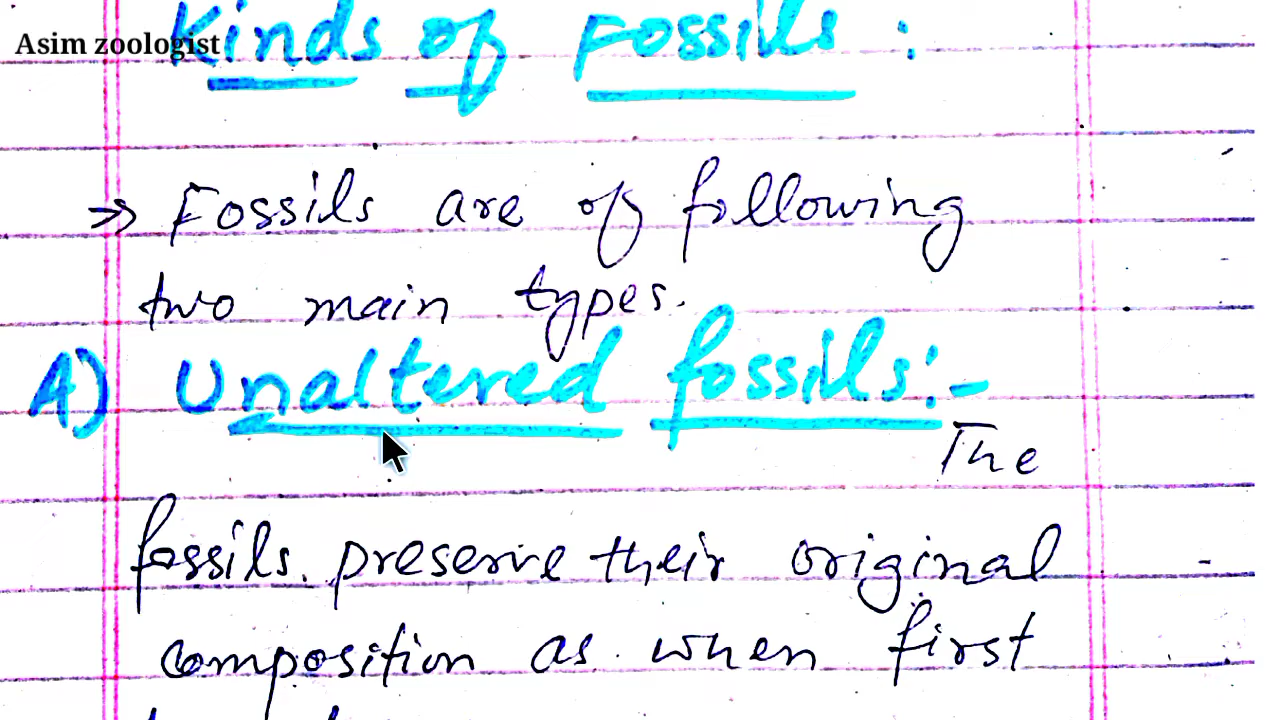 Kinds of Fossils :
Asim zoologist
⇒ Fossils are of following
two main types.
A) Unaltered fossils:-
The
fossils. preserve their original
composition as. when first